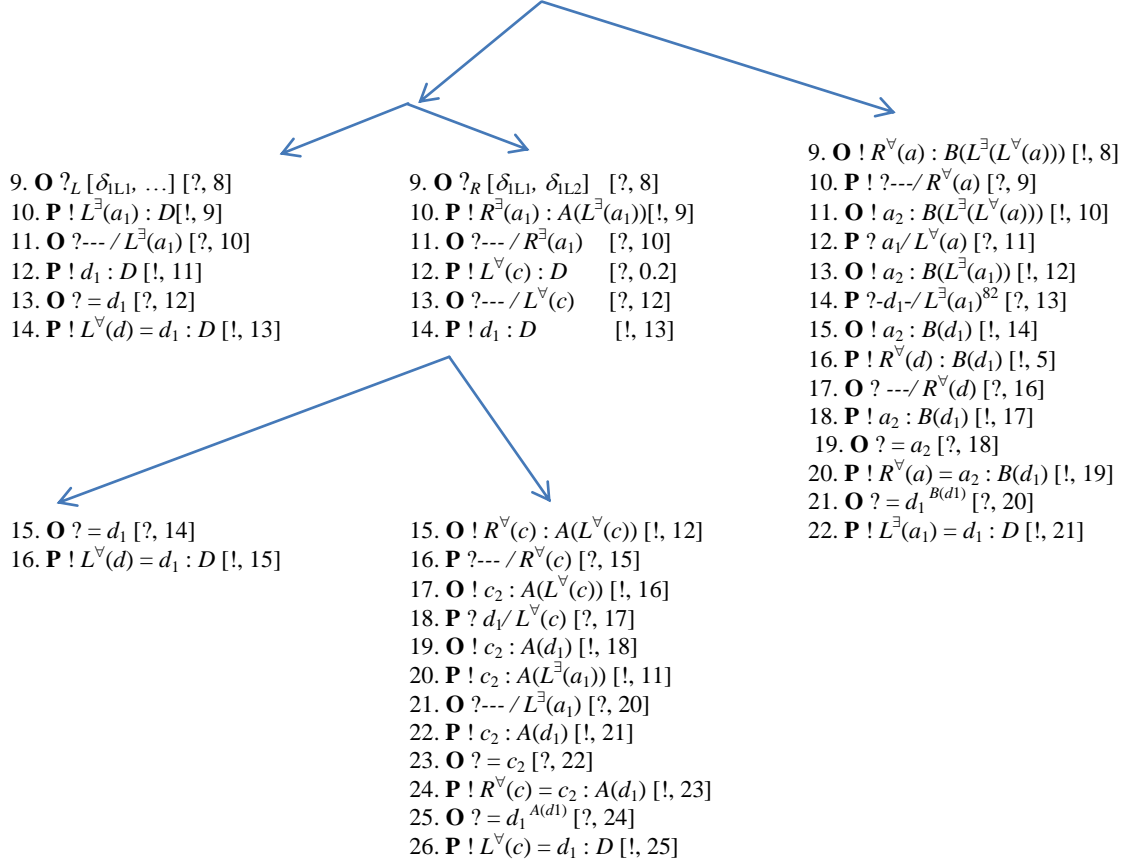 9. O ?L [δ1L1, …] [?, 8]
10. P ! L∃(a1) : D[!, 9]
11. O ?--- / L∃(a1) [?, 10]
12. P ! d1 : D [!, 11]
13. O ? = d1 [?, 12]
14. P ! L∀(d) = d1 : D [!, 13]
9. O ?R [δ1L1, δ1L2] [?, 8]
10. P ! R∃(a1) : A(L∃(a1))[!, 9]
11. O ?--- / R∃(a1) [?, 10]
12. P ! L∀(c) : D [?, 0.2]
13. O ?--- / L∀(c) [?, 12]
14. P ! d1 : D [!, 13]
9. O ! R∀(a) : B(L∃(L∀(a))) [!, 8]
10. P ! ?---/ R∀(a) [?, 9]
11. O ! a2 : B(L∃(L∀(a))) [!, 10]
12. P ? a1/ L∀(a) [?, 11]
13. O ! a2 : B(L∃(a1)) [!, 12]
14. P ?-d1-/ L∃(a1)82 [?, 13]
15. O ! a2 : B(d1) [!, 14]
16. P ! R∀(d) : B(d1) [!, 5]
17. O ? ---/ R∀(d) [?, 16]
18. P ! a2 : B(d1) [!, 17]
19. O ? = a2 [?, 18]
20. P ! R∀(a) = a2 : B(d1) [!, 19]
21. O ? = d1 B(d1) [?, 20]
22. P ! L∃(a1) = d1 : D [!, 21]
15. O ? = d1 [?, 14]
16. P ! L∀(d) = d1 : D [!, 15]
15. O ! R∀(c) : A(L∀(c)) [!, 12]
16. P ?--- / R∀(c) [?, 15]
17. O ! c2 : A(L∀(c)) [!, 16]
18. P ? d1/ L∀(c) [?, 17]
19. O ! c2 : A(d1) [!, 18]
20. P ! c2 : A(L∃(a1)) [!, 11]
21. O ?--- / L∃(a1) [?, 20]
22. P ! c2 : A(d1) [!, 21]
23. O ? = c2 [?, 22]
24. P ! R∀(c) = c2 : A(d1) [!, 23]
25. O ? = d1 A(d1) [?, 24]
26. P ! L∀(c) = d1 : D [!, 25]